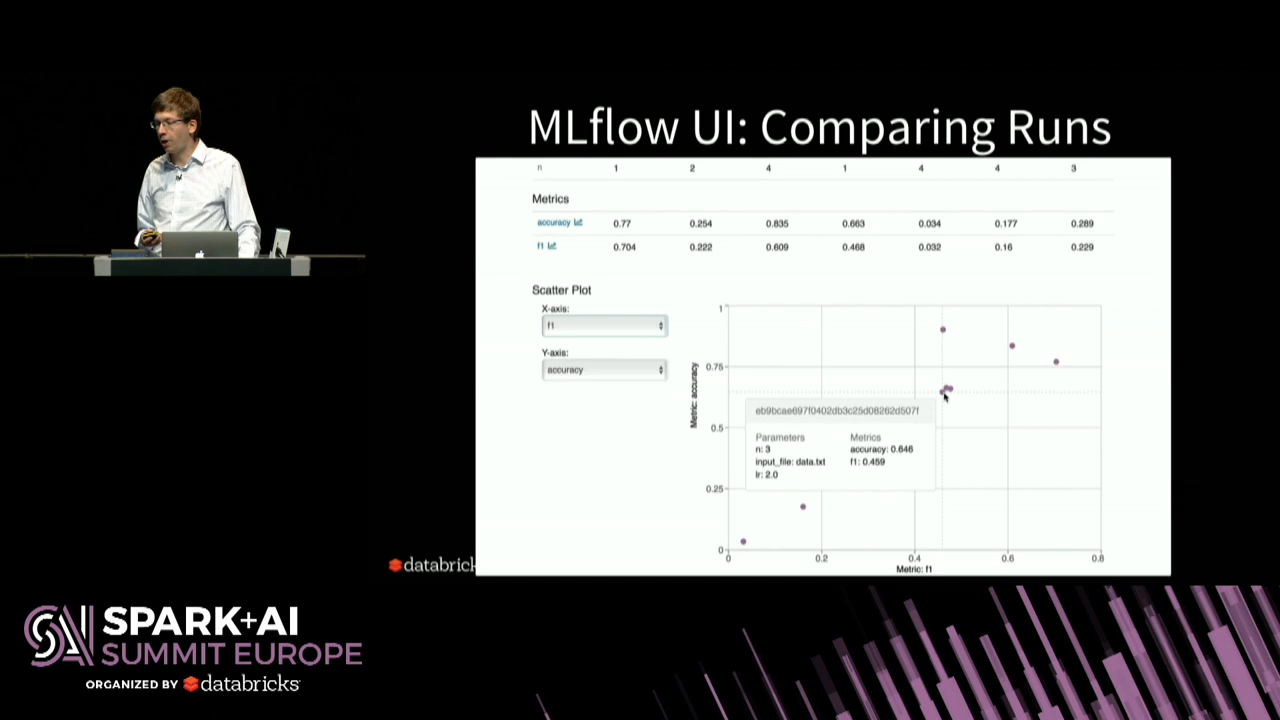 MLflow UI: Comparing Runs
n 1 2 4 1 4 4 3
Metrics
accuracy 0.77 0.254 0.835 0.663 0.034 0.177 0.289
f1 0.704 0.222 0.609 0.468 0.032 0.16 0.229
Scatter Plot
X-axis:
f1
Y-axis:
accuracy
1
0.75
0.5
0.25
0
Metric: accuracy
eb9bcae697f0402db3c25d08262d507f
Parameters Metrics
n: 3 accuracy: 0.646
input_file: data.txt f1: 0.459
lr: 2.0
0 0.2 0.4 0.6 0.8
Metric: f1
databrick
SAI SPARK+AI
SUMMIT EUROPE
ORGANIZED BY databricks